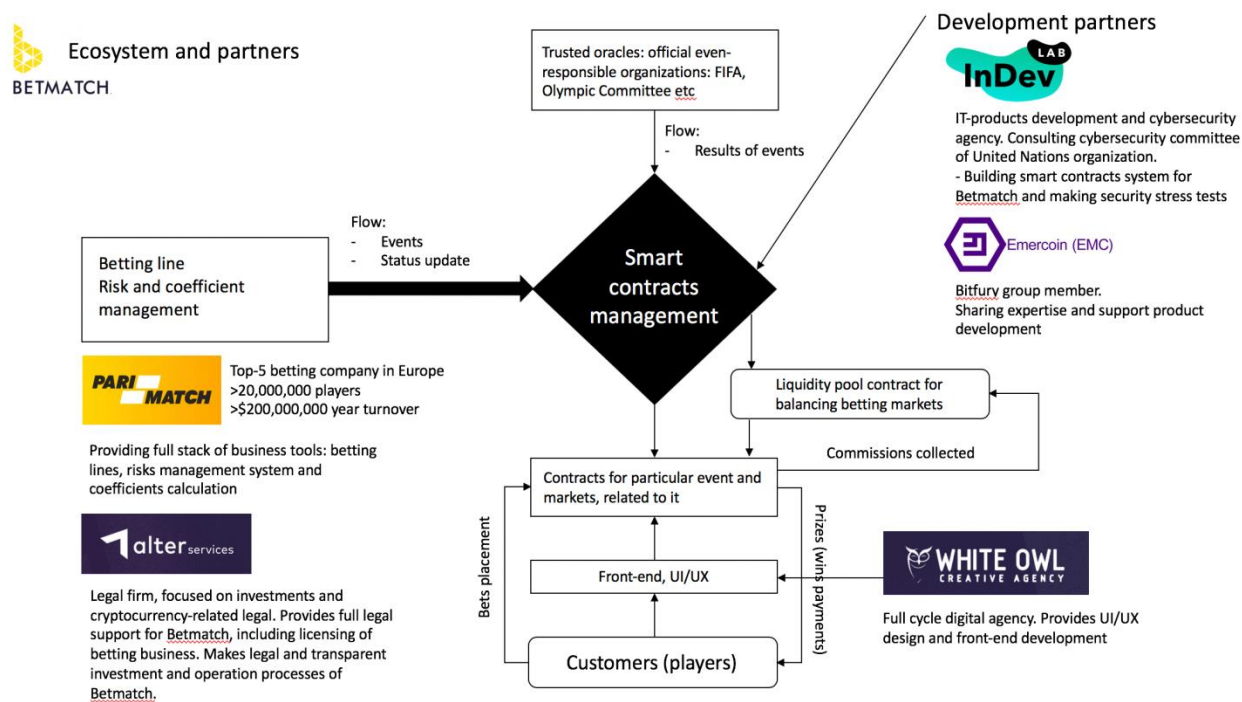 Ecosystem and partners
BETMATCH
Trusted oracles: official even-
responsible organizations: FIFA,
Olympic Committee etc
Flow:
- Results of events
Development partners
InDev LAB
IT-products development and cybersecurity
agency. Consulting cybersecurity committee
of United Nations organization.
- Building smart contracts system for
Betmatch and making security stress tests
Emercoin (EMC)
Bitfury group member.
Sharing expertise and support product
development
Flow:
- Events
- Status update
Betting line
Risk and coefficient
management
Smart
contracts
management
PARI MATCH
Top-5 betting company in Europe
>20,000,000 players
>$200,000,000 year turnover
Providing full stack of business tools: betting
lines, risks management system and
coefficients calculation
Liquidity pool contract for
balancing betting markets
Commissions collected
Contracts for particular event and
markets, related to it
Bets placement
Prizes (wins payments)
Front-end, UI/UX
Customers (players)
alter services
Legal firm, focused on investments and
cryptocurrency-related legal. Provides full legal
support for Betmatch, including licensing of
betting business. Makes legal and transparent
investment and operation processes of
Betmatch.
WHITE OWL
CREATIVE AGENCY
Full cycle digital agency. Provides UI/UX
design and front-end development